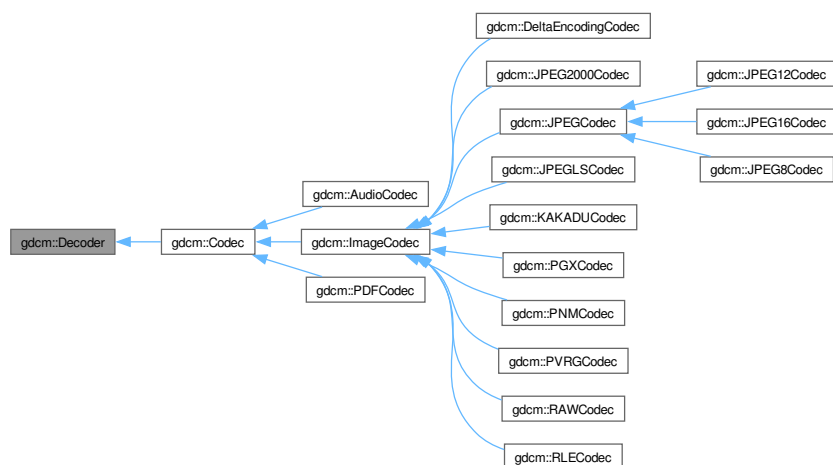 gdcm::DeltaEncodingCodec
gdcm::JPEG2000Codec
gdcm::JPEG12Codec
gdcm::JPEGCodec
gdcm::JPEG16Codec
gdcm::JPEG8Codec
gdcm::JPEGLSCodec
gdcm::AudioCodec
gdcm::KAKADUCodec
gdcm::Decoder
gdcm::Codec
gdcm::ImageCodec
gdcm::PGXCodec
gdcm::PDFCodec
gdcm::PNMCodec
gdcm::PVRGCodec
gdcm::RAWCodec
gdcm::RLECodec